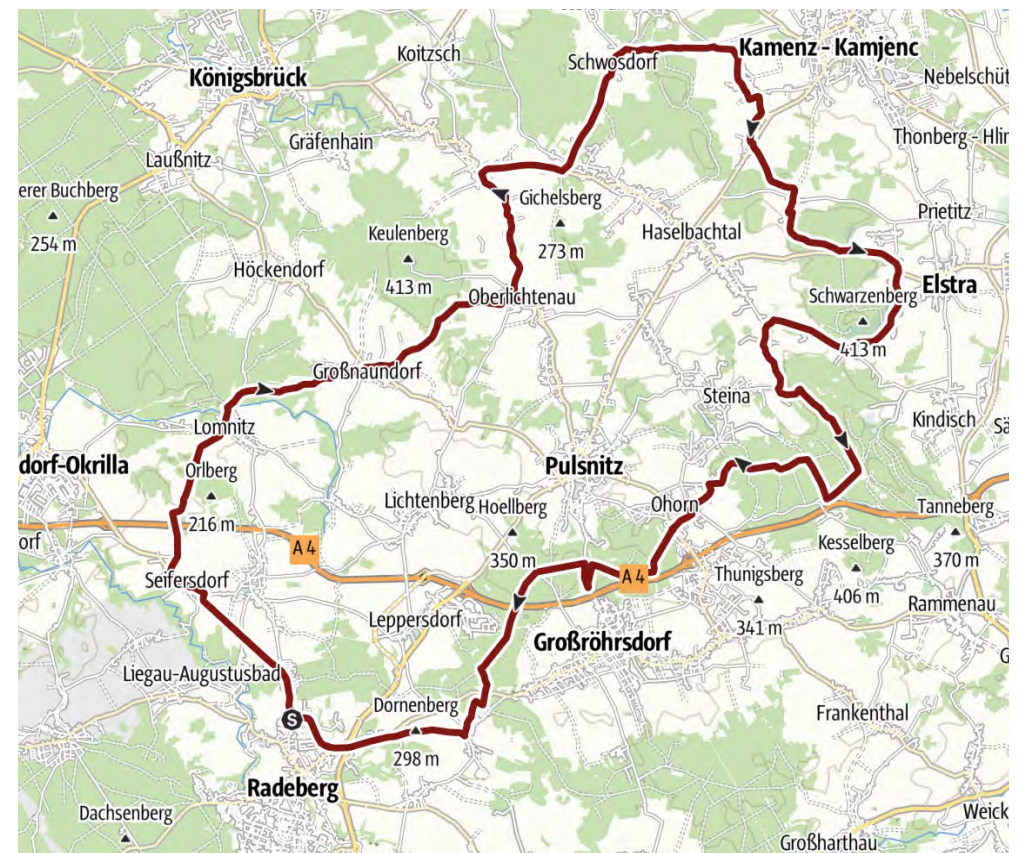 Koitzsch
Schwosdorf
Kamenz - Kamjenc
Königsbrück
Nebelschüt
Gräfenhain
Thonberg - Hlin
Laußnitz
erer Buchberg
254 m
Gichelsberg
273 m
Prietitz
Keulenberg
413 m
Haselbachtal
Höckendorf
Oberlichtenau
Schwarzenberg
413 m
Elstra
Großnaundorf
Steina
Kindisch
Lomnitz
dorf-Okrilla
Orlberg
216 m
Pulsnitz
Lichtenberg
Hoellberg
350 m
Ohorn
Tanneberg
370 m
orf
A 4
Kesselberg
406 m
Seifersdorf
A 4
Thunigsberg
341 m
Rammenau
Leppersdorf
Großröhrsdorf
Liegau-Augustusbad
Dornenberg
298 m
S
Frankenthal
Radeberg
Dachsenberg
Weick
Großharthau